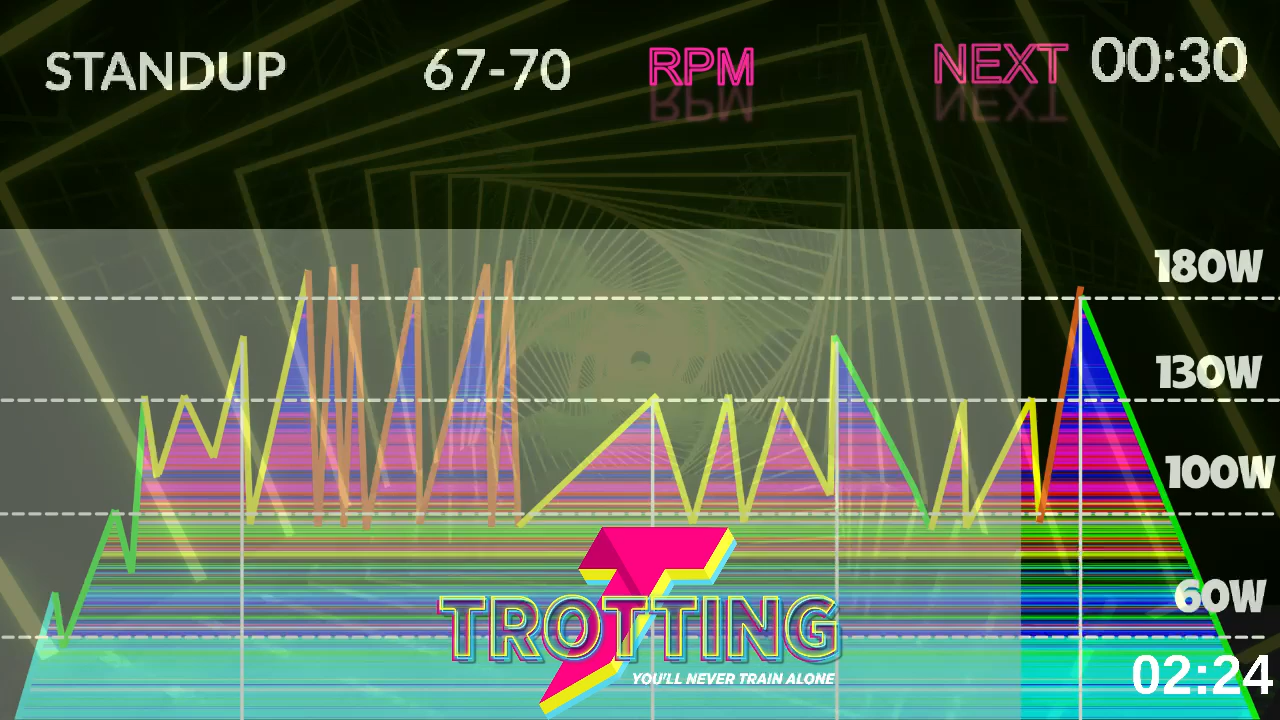 STANDUP 67-70 RPM NEXT 00:30
180W
130W
100W
60W
TROTTING
YOU'LL NEVER TRAIN ALONE
02:24